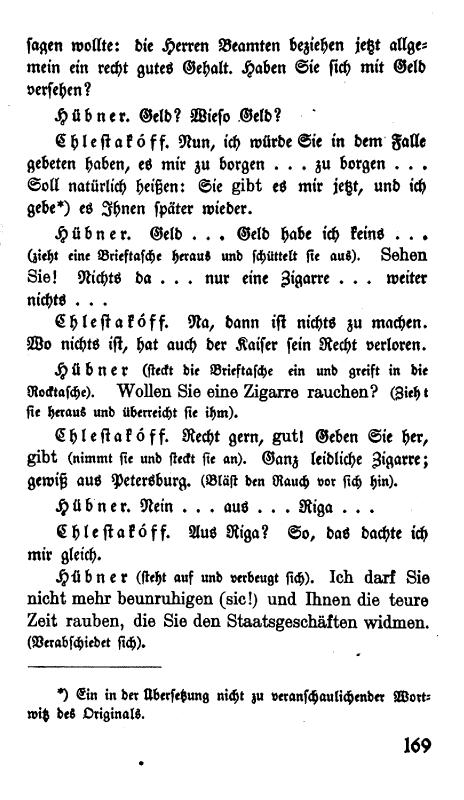 sagen wollte: die Herren Beamten beziehen jetzt allge-
mein ein recht gutes Gehalt. Haben Sie sich mit Geld
versehen?
Hübner. Geld? Wieso Geld?
Chlestaköff. Nun, ich würde Sie in dem Falle
gebeten haben, es mir zu borgen . . . zu borgen . . .
Soll natürlich heißen: Sie gibt es mir jetzt, und ich
gebe*) es Ihnen später wieder.
Hübner. Geld . . . Geld habe ich keins . . .
(zieht eine Brieftasche heraus und schüttelt sie aus). Sehen
Sie! Nichts da . . . nur eine Zigarre . . . weiter
nichts . . .
Chlestakóff. Na, dann ist nichts zu machen.
Wo nichts ist, hat auch der Kaiser sein Recht verloren.
Hübner (steckt die Brieftasche ein und greift in die
Rocktasche). Wollen Sie eine Zigarre rauchen? (Zieht
sie heraus und überreicht sie ihm).
Chlestakóff. Recht gern, gut! Geben Sie her,
gibt (nimmt sie und steckt sie an). Ganz leidliche Zigarre;
gewiß aus Petersburg. (Bläst den Rauch vor sich hin).
Hübner. Nein . . . aus . . . Riga . . .
Chlestakóff. Aus Riga? So, das dachte ich
mir gleich.
Hübner (steht auf und verbeugt sich). Ich darf Sie
nicht mehr beunruhigen (sic!) und Ihnen die teure
Zeit rauben, die Sie den Staatsgeschäften widmen.
(Verabschiedet sich).
*) Ein in der Übersetzung nicht zu veranschaulichender Wort-
witz des Originals.
169